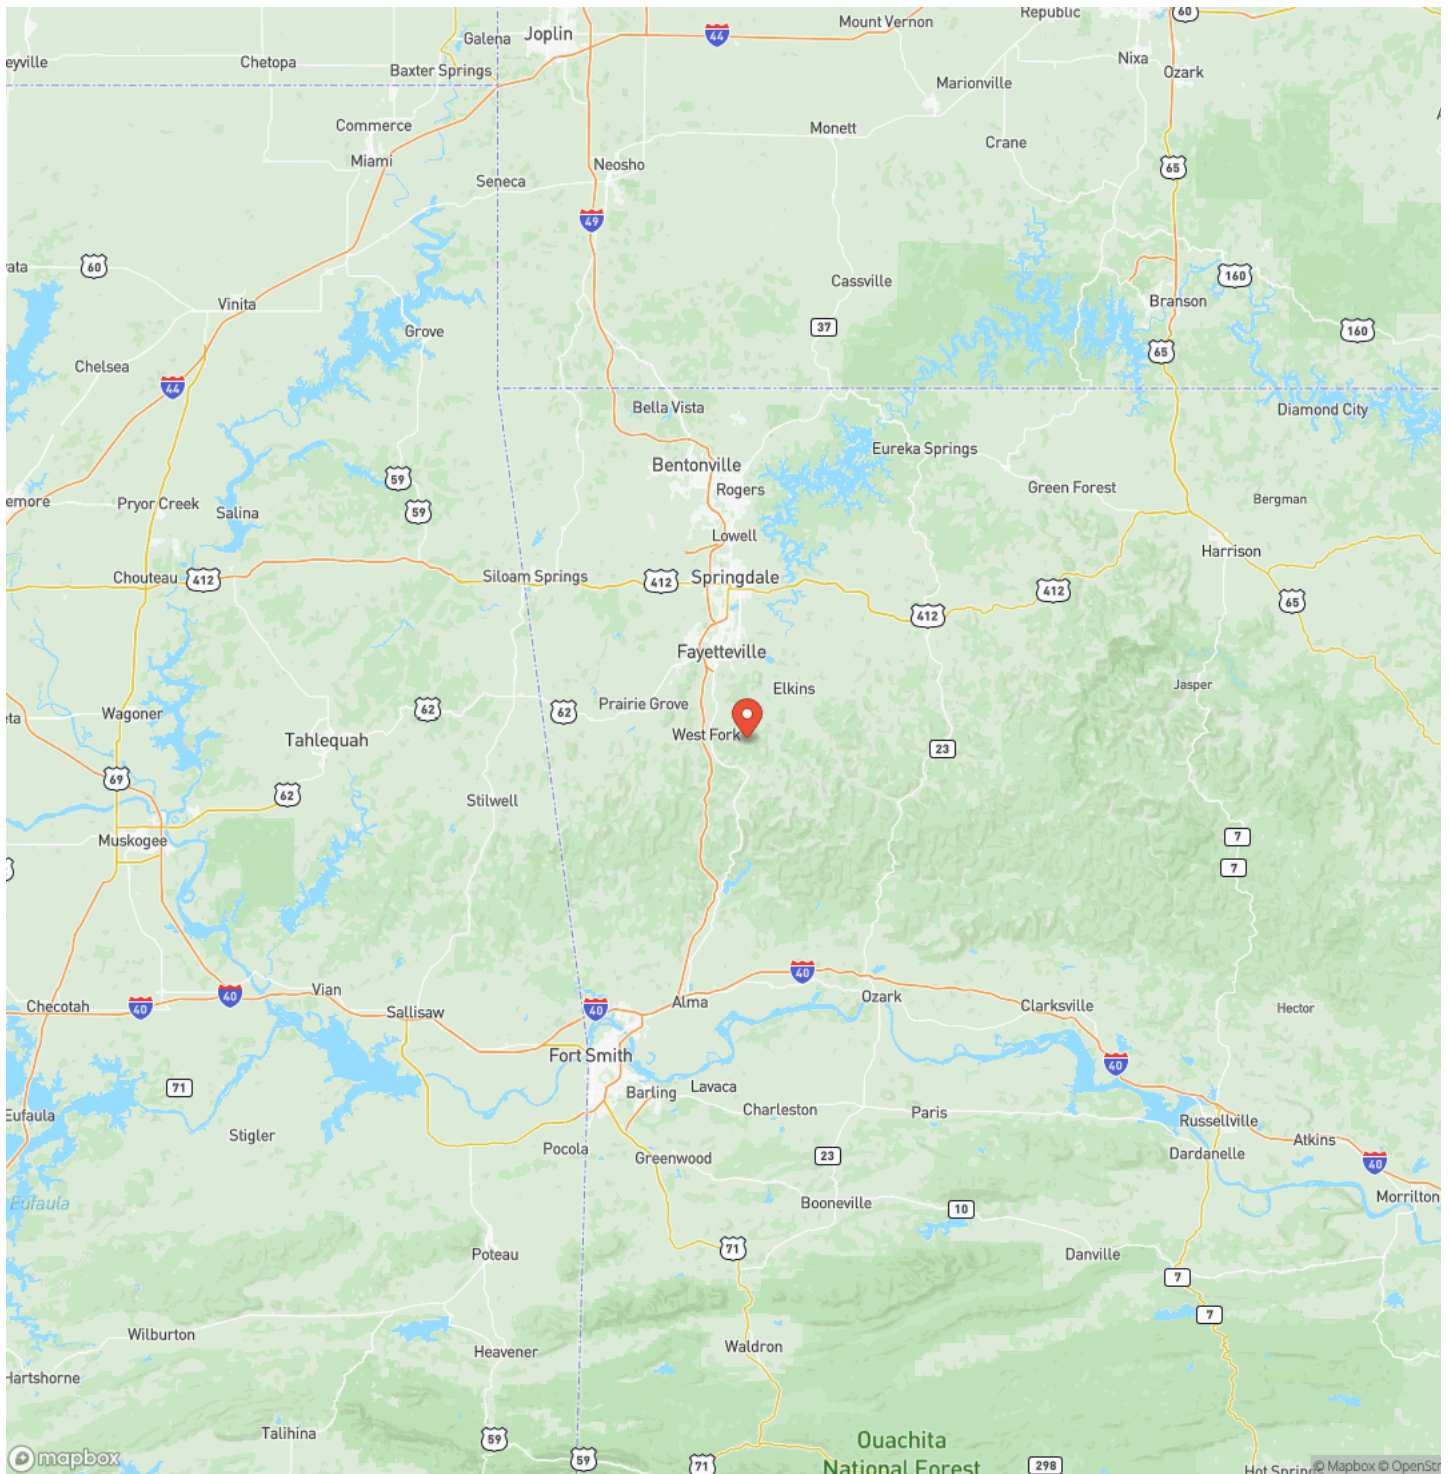 Mount Vernon
Republic
60
Galena
Joplin
44
eyville
Chetopa
Baxter Springs
Nixa
Ozark
Marionville
Commerce
Monett
Crane
Miami
Neosho
65
Seneca
49
ata
60
160
Cassville
Vinita
Branson
Grove
37
160
65
Chelsea
44
Bella Vista
Diamond City
Eureka Springs
Bentonville
59
Rogers
Green Forest
emore
Pryor Creek
Salina
59
Bergman
Lowell
Harrison
Chouteau
412
Siloam Springs
412
Springdale
412
412
65
Fayetteville
Elkins
Jasper
Prairie Grove
62
62
eta
Wagoner
West Fork
Tahlequah
23
69
62
Stilwell
Muskogee
7
7
40
Vian
40
Checotah
40
Sallisaw
40
Alma
Ozark
Clarksville
Hector
Fort Smith
40
71
Barling
Lavaca
Charleston
Paris
Eufaula
Russellville
Stigler
Atkins
Pocola
Greenwood
23
Dardanelle
40
Eufaula
Booneville
10
Morrilton
71
Poteau
Danville
7
7
Wilburton
Waldron
Heavener
Hartshorne
Talihina
59
Ouachita
National Forest
59
71
298
Hot Spring
mapbox
© Mapbox © OpenStr